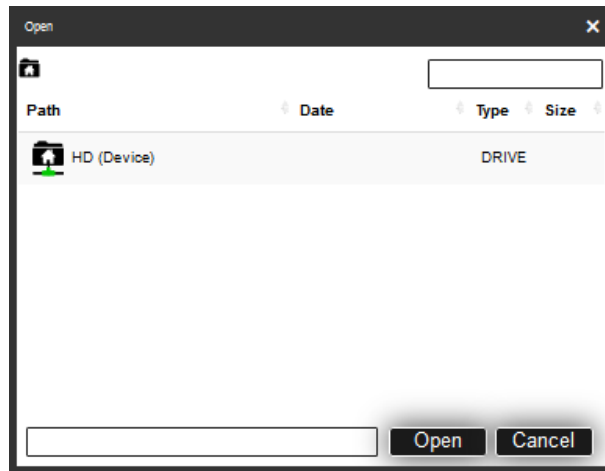 Open
Path Date Type Size
HD (Device) DRIVE
Open Cancel